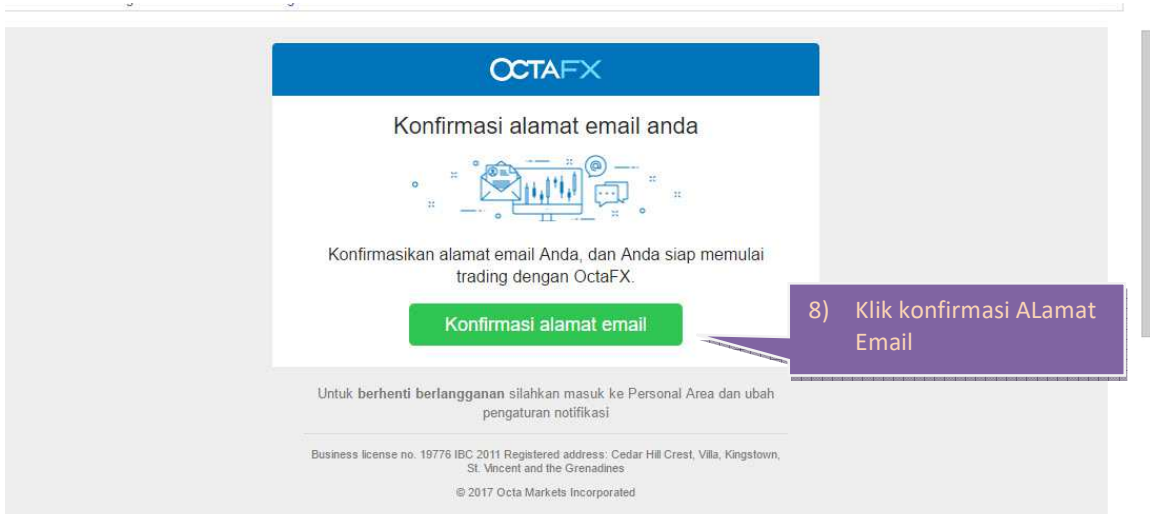 OCTAFX
Konfirmasi alamat email anda
Konfirmasikan alamat email Anda, dan Anda siap memulai
trading dengan OctaFX.
Konfirmasi alamat email
8) Klik konfirmasi ALamat
Email
Untuk berhenti berlangganan silahkan masuk ke Personal Area dan ubah
pengaturan notifikasi
Business license no. 19776 IBC 2011 Registered address: Cedar Hill Crest, Villa, Kingstown,
St. Vincent and the Grenadines
© 2017 Octa Markets Incorporated